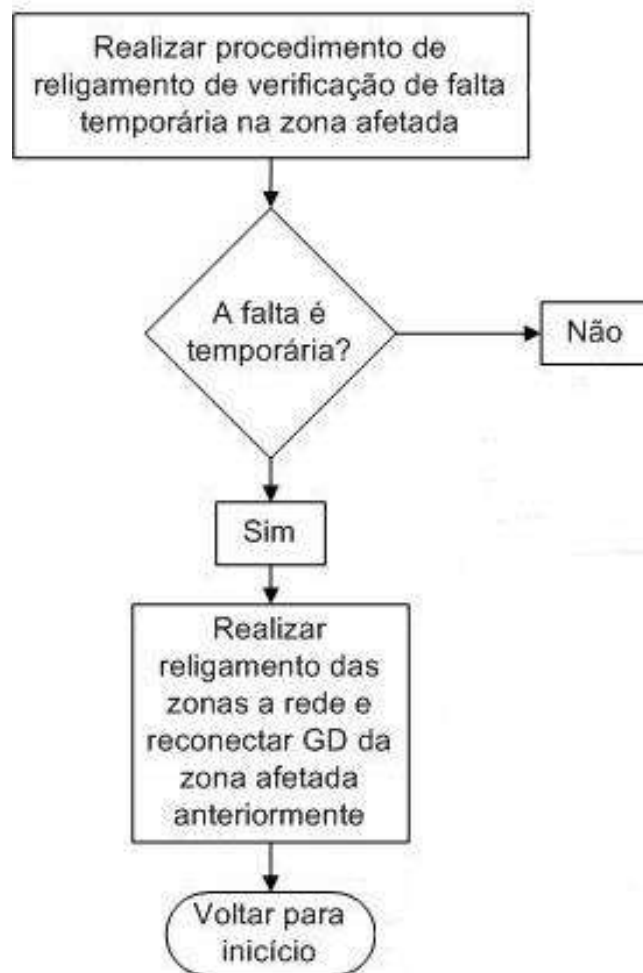 Realizar procedimento de
religamento de verificação de falta
temporária na zona afetada
A falta é
temporária?
Não
Sim
Realizar
religamento das
zonas a rede e
reconectar GD da
zona afetada
anteriormente
Voltar para
inicício